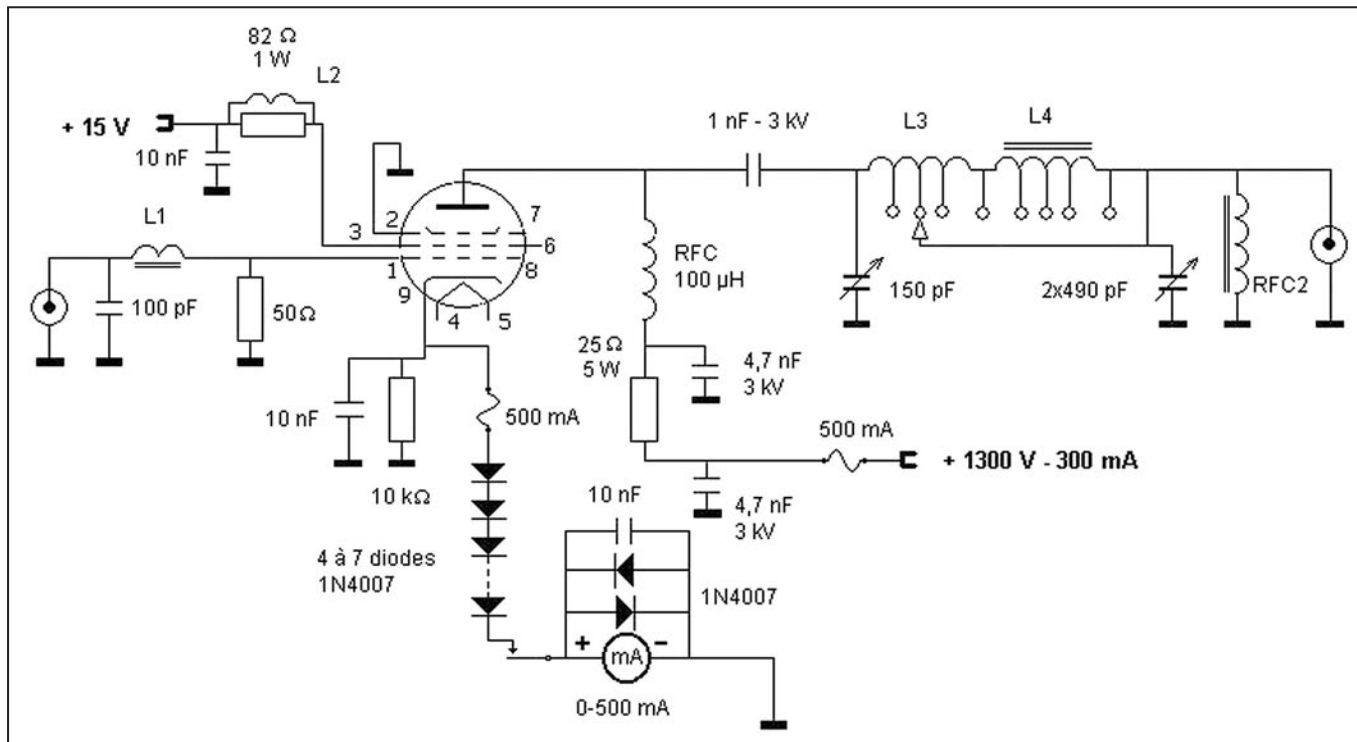 82 Ω
1 W
L2
+ 15 V
10 nF
L1
100 pF
50Ω
2
3
1
9
4
5
7
6
8
1 nF - 3 kV
L3
L4
RFC
100 µH
150 pF
2x490 pF
RFC2
25 Ω
5 W
4,7 nF
3 kV
500 mA
+ 1300 V - 300 mA
4,7 nF
3 kV
10 nF
10 kΩ
500 mA
4 à 7 diodes
1N4007
10 nF
1N4007
+
mA
−
0-500 mA